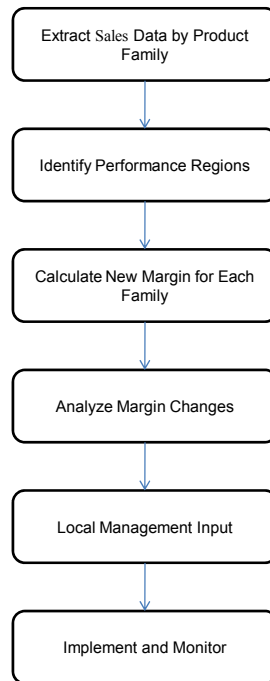 Extract Sales Data by Product
Family
Identify Performance Regions
Calculate New Margin for Each
Family
Analyze Margin Changes
Local Management Input
Implement and Monitor